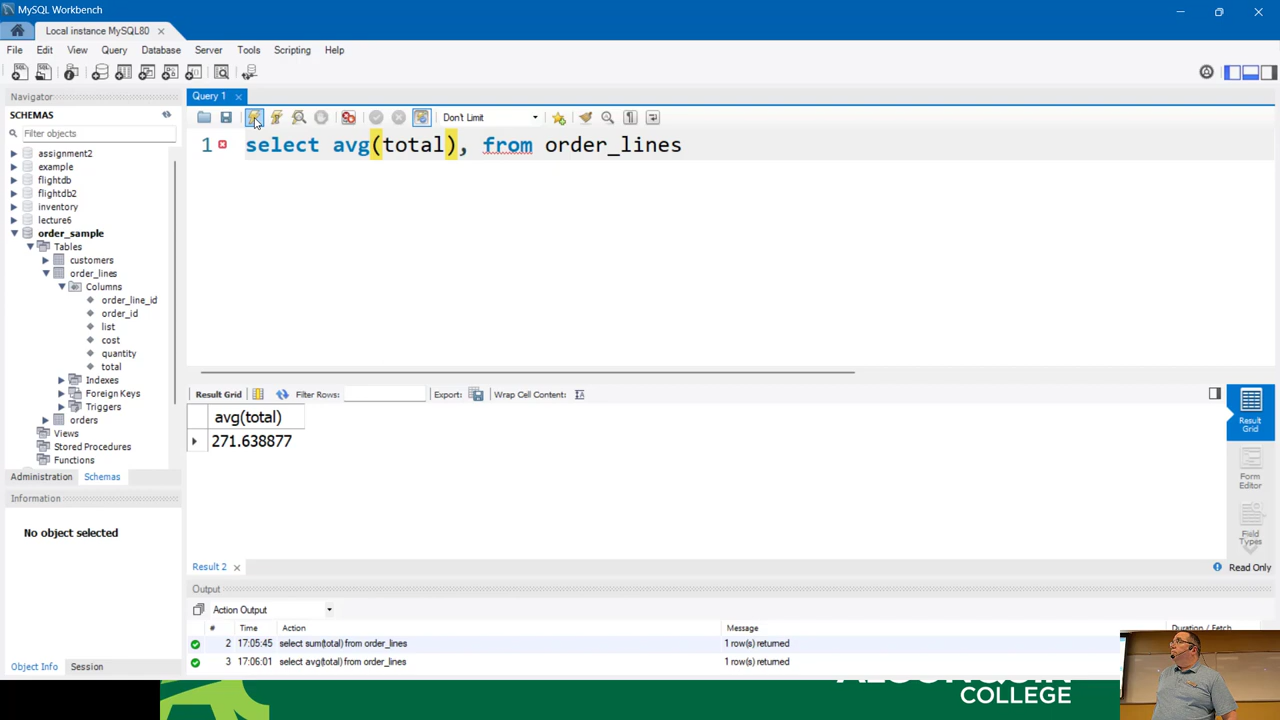 MySQL Workbench
Local instance MySQL80
File Edit View Query Database Server Tools Scripting Help
Navigator
SCHEMAS
Filter objects
assignment2
example
flightdb
flightdb2
inventory
lecture6
order_sample
Tables
customers
order_lines
Columns
order_line_id
order_id
list
cost
quantity
total
Indexes
Foreign Keys
Triggers
orders
Views
Stored Procedures
Functions
Administration Schemas
Information
No object selected
Object Info Session
Query 1
Don't Limit
1 select avg(total), from order_lines
Result Grid Filter Rows: Export: Wrap Cell Content:
avg(total)
271.638877
Result Grid
Form Editor
Field Types
Result 2
Read Only
Output
Action Output
# Time Action Message Duration / Fetch
2 17:05:45 select sum(total) from order_lines 1 row(s) returned
3 17:06:01 select avg(total) from order_lines 1 row(s) returned
COLLEGE